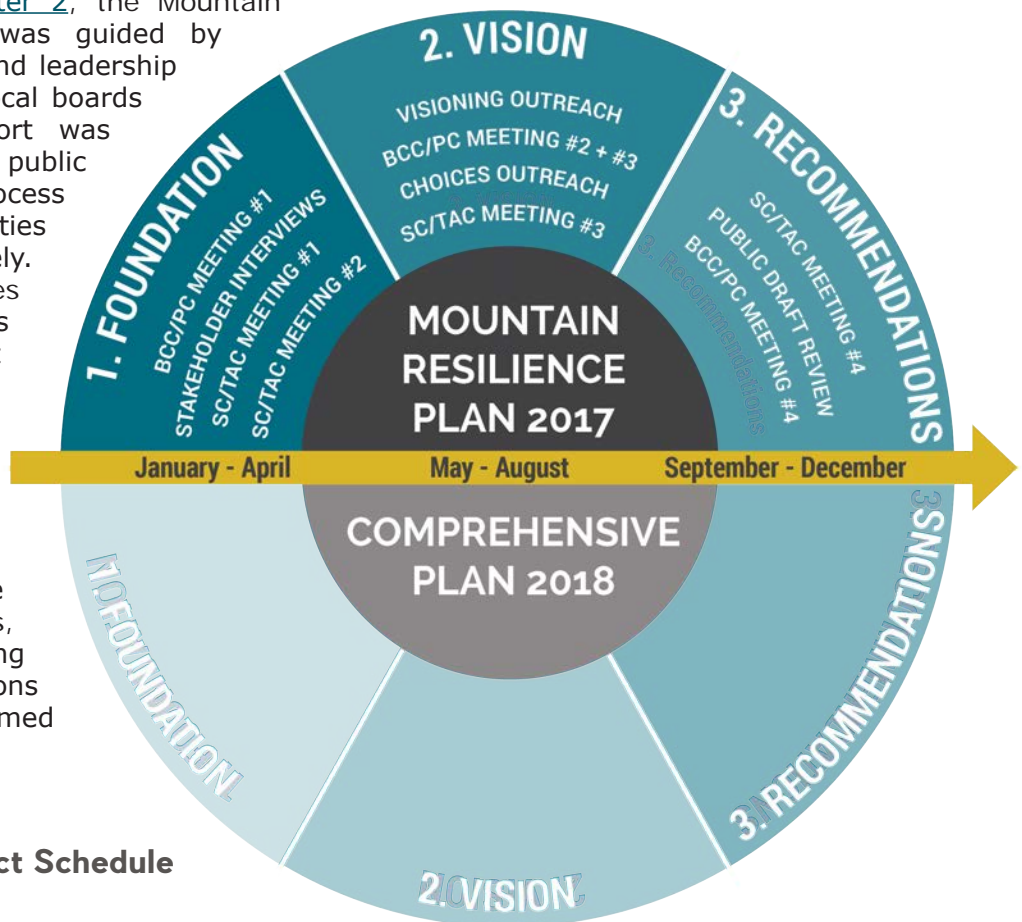 ter 2, the Mountain
was guided by
nd leadership
cal boards
ort was
public
ocess
ties
ely.
es
s
e
s,
ng
ons
med
ct Schedule
1. FOUNDATION
BCC/PC MEETING #1
STAKEHOLDER INTERVIEWS
SC/TAC MEETING #1
SC/TAC MEETING #2
2. VISION
VISIONING OUTREACH
BCC/PC MEETING #2 + #3
CHOICES OUTREACH
SC/TAC MEETING #3
3. RECOMMENDATIONS
SC/TAC MEETING #4
PUBLIC DRAFT REVIEW
BCC/PC MEETING #4
3. Recommendations
MOUNTAIN
RESILIENCE
PLAN 2017
January - April
May - August
September - December
COMPREHENSIVE
PLAN 2018
1. FOUNDATION
2. VISION
3. RECOMMENDATIONS